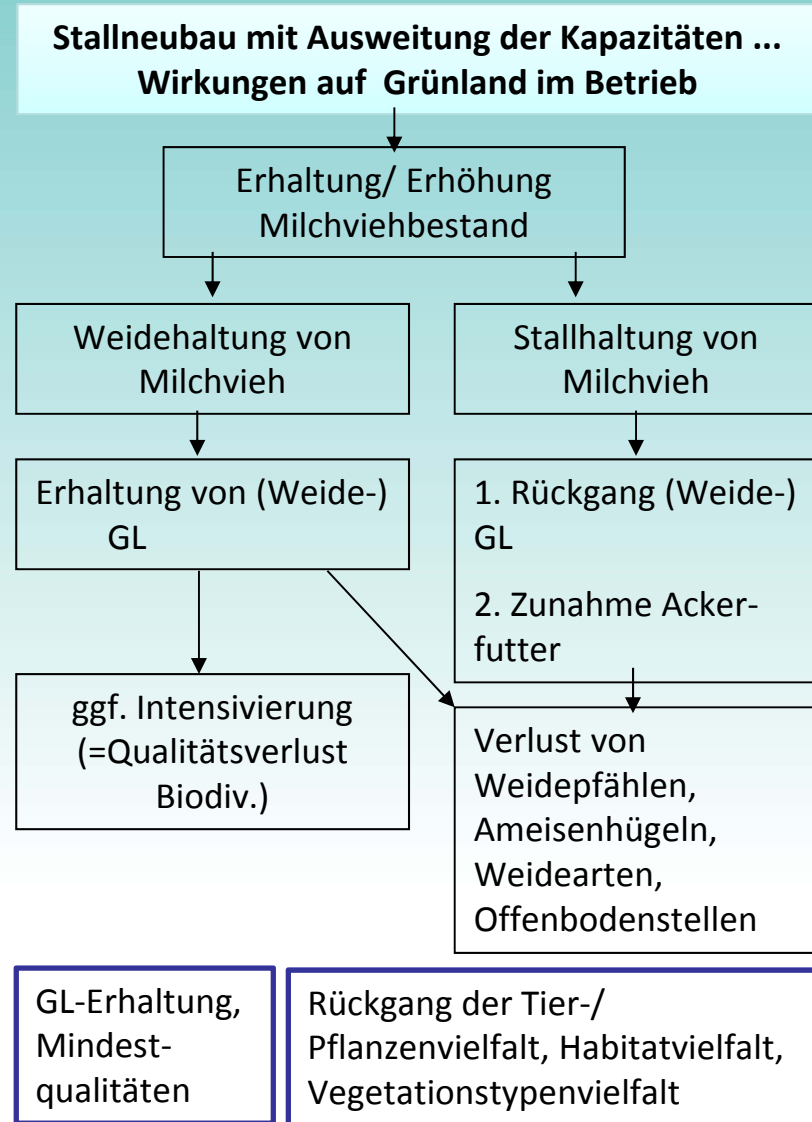 Stallneubau mit Ausweitung der Kapazitäten ...
Wirkungen auf Grünland im Betrieb
Erhaltung/ Erhöhung
Milchviehbestand
Weidehaltung von
Milchvieh
Stallhaltung von
Milchvieh
Erhaltung von (Weide-)
GL
1. Rückgang (Weide-)
GL
2. Zunahme Acker-
futter
ggf. Intensivierung
(=Qualitätsverlust
Biodiv.)
Verlust von
Weidepfählen,
Ameisenhügeln,
Weidearten,
Offenbodenstellen
GL-Erhaltung,
Mindest-
qualitäten
Rückgang der Tier-/
Pflanzenvielfalt, Habitatvielfalt,
Vegetationstypenvielfalt